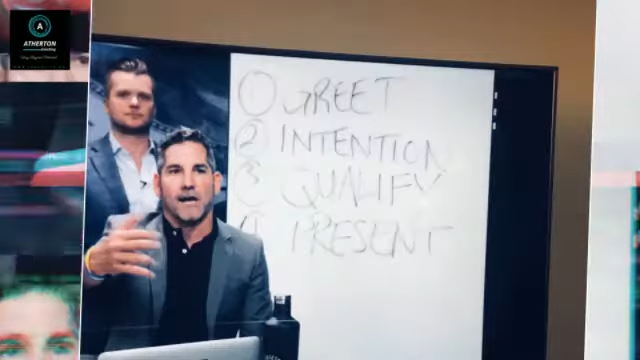 A
ATHERTON
① GREET
② INTENTION
③ QUALIFY
④ PRESENT